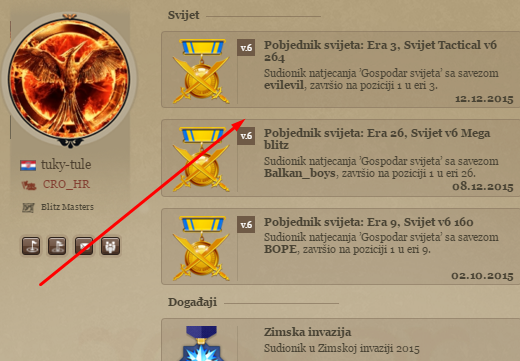 Svijet
v.6
Pobjednik svijeta: Era 3, Svijet Tactical v6
264
Sudionik natjecanja 'Gospodar svijeta' sa savezom
evilevil, završio na poziciji 1 u eri 3.
12.12.2015
v.6
Pobjednik svijeta: Era 26, Svijet v6 Mega
blitz
Sudionik natjecanja 'Gospodar svijeta' sa savezom
Balkan_boys, završio na poziciji 1 u eri 26.
08.12.2015
tuky-tule
CRO_HR
Blitz Masters
v.6
Pobjednik svijeta: Era 9, Svijet v6 160
Sudionik natjecanja 'Gospodar svijeta' sa savezom
BOPE, završio na poziciji 1 u eri 9.
02.10.2015
Događaji
Zimska invazija
Sudionik u Zimskoj invaziji 2015